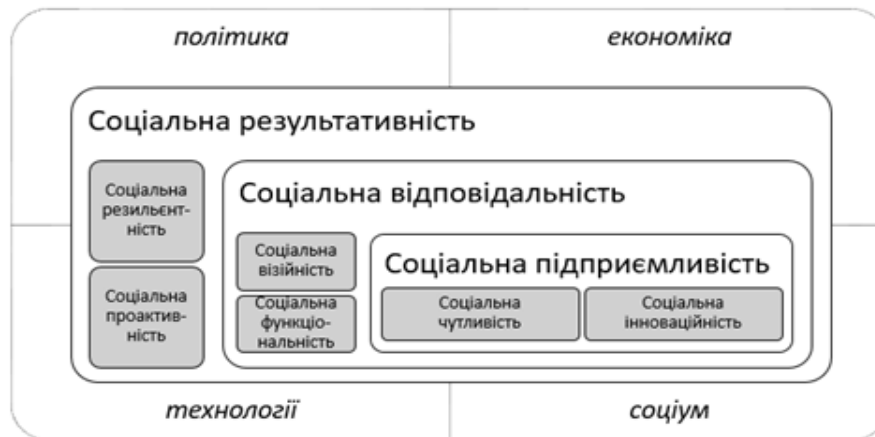 політика
економіка
Соціальна результативність
Соціальна
резильєнт-
ність
Соціальна
проактив-
ність
Соціальна відповідальність
Соціальна
візійність
Соціальна
функціо-
нальність
Соціальна підприємливість
Соціальна
чутливість
Соціальна
інноваційність
технології
соціум